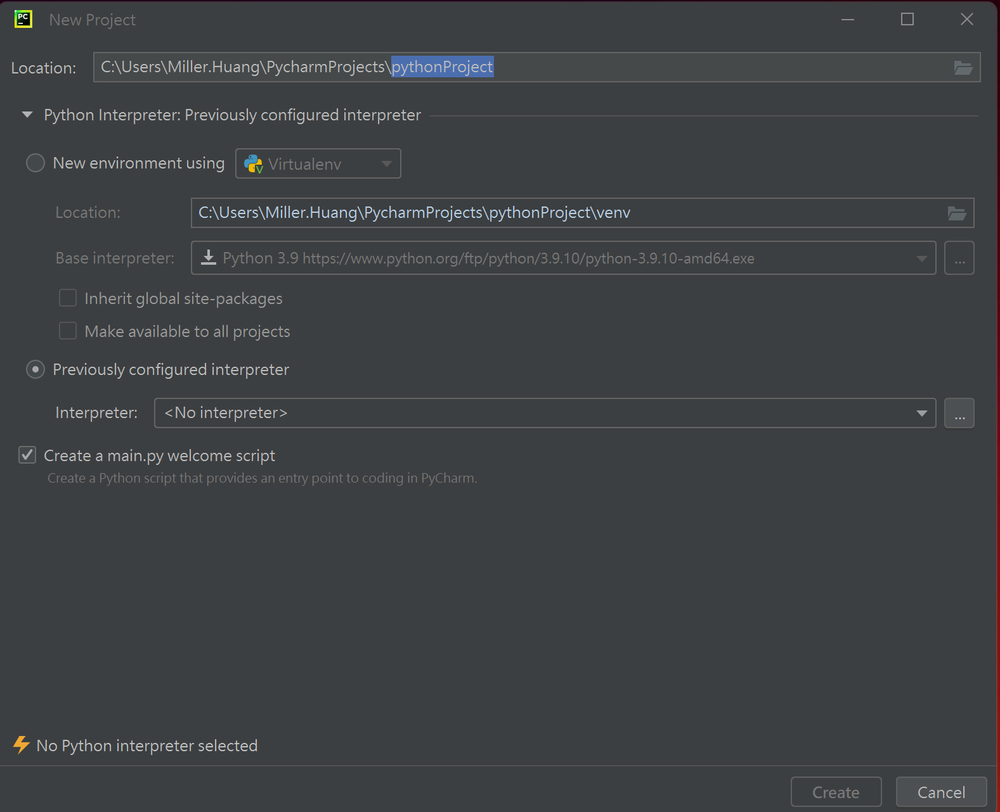 PC
New Project
Location: C:\Users\Miller.Huang\PycharmProjects\pythonProject
Python Interpreter: Previously configured interpreter
New environment using Virtualenv
Location: C:\Users\Miller.Huang\PycharmProjects\pythonProject\venv
Base interpreter: Python 3.9 https://www.python.org/ftp/python/3.9.10/python-3.9.10-amd64.exe ...
Inherit global site-packages
Make available to all projects
Previously configured interpreter
Interpreter: <No interpreter> ...
Create a main.py welcome script
Create a Python script that provides an entry point to coding in PyCharm.
No Python interpreter selected
Create Cancel